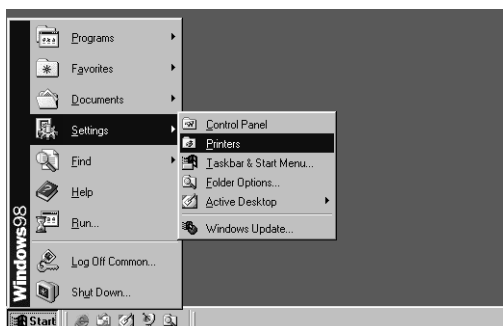 Programs
Favorites
Documents
Settings
Find
Help
Run...
Log Off Common...
Shut Down...
Control Panel
Printers
Taskbar & Start Menu...
Folder Options...
Active Desktop
Windows Update...
Windows98
Start